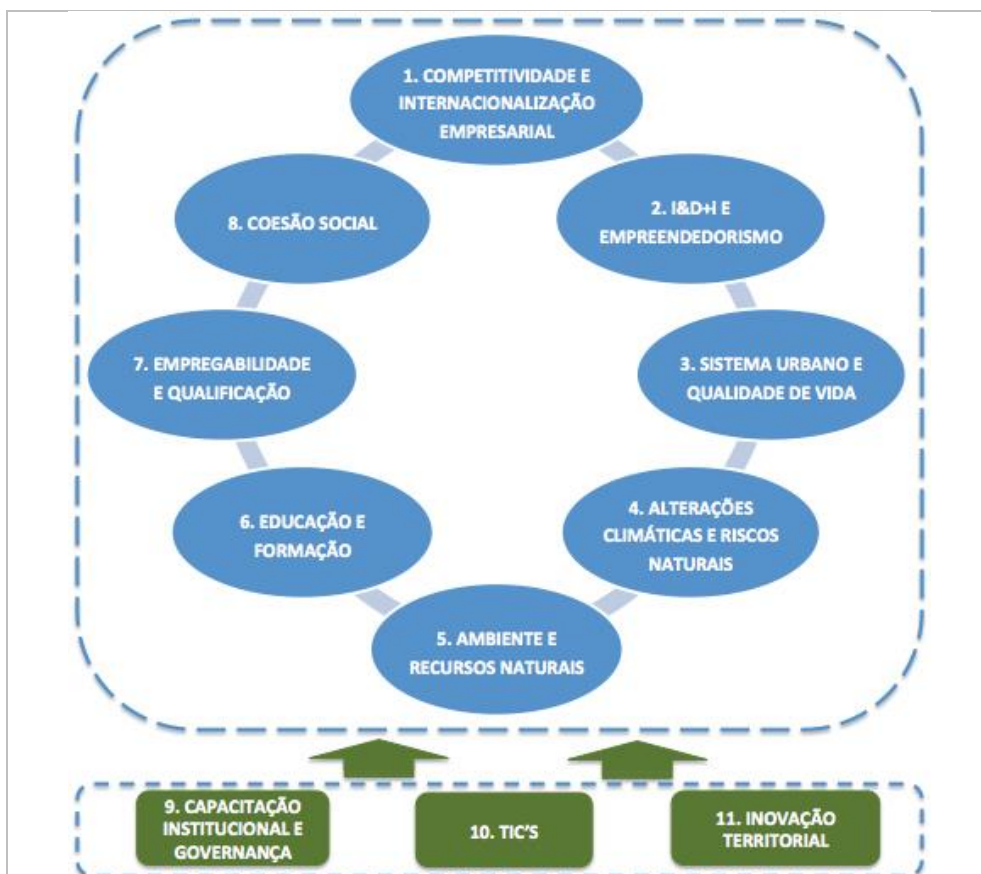 1. COMPETITIVIDADE E
INTERNACIONALIZAÇÃO
EMPRESARIAL
2. I&D+I E
EMPREENDEDORISMO
3. SISTEMA URBANO E
QUALIDADE DE VIDA
4. ALTERAÇÕES
CLIMÁTICAS E RISCOS
NATURAIS
5. AMBIENTE E
RECURSOS NATURAIS
6. EDUCAÇÃO E
FORMAÇÃO
7. EMPREGABILIDADE
E QUALIFICAÇÃO
8. COESÃO SOCIAL
9. CAPACITAÇÃO
INSTITUCIONAL E
GOVERNANÇA
10. TIC'S
11. INOVAÇÃO
TERRITORIAL